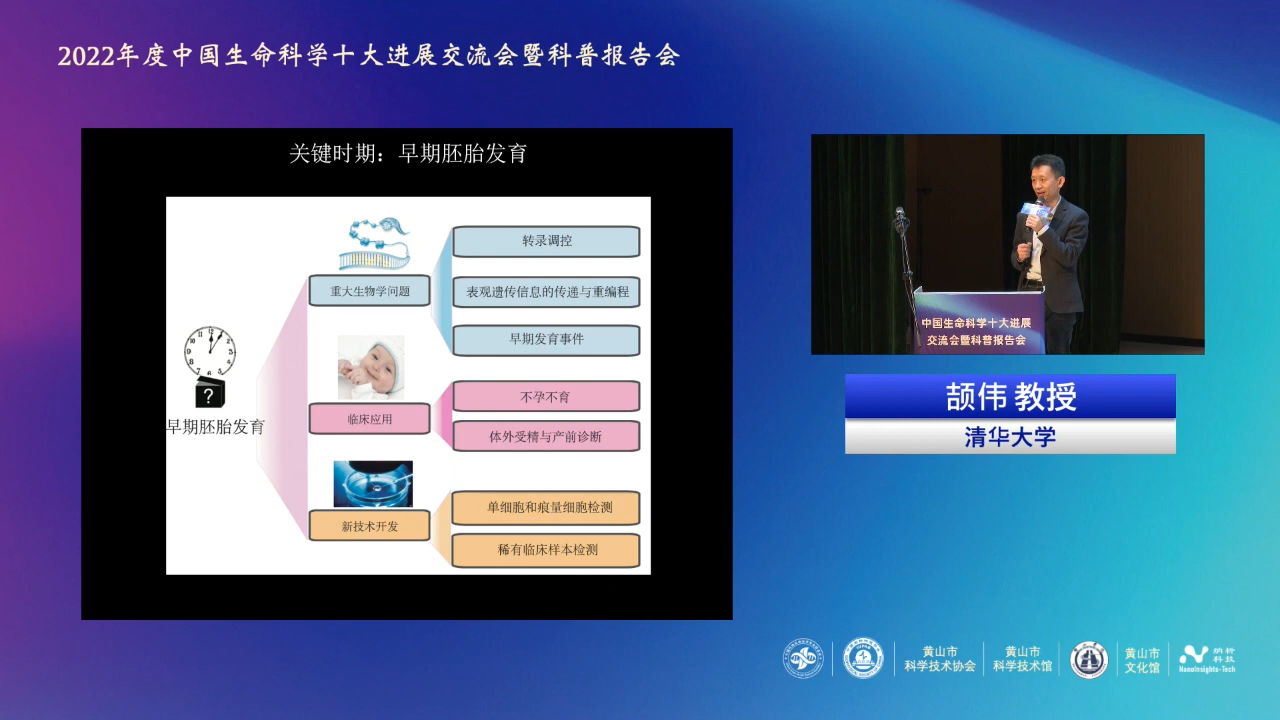 2022年度中国生命科学十大进展交流会暨科普报告会
关键时期：早期胚胎发育
转录调控
重大生物学问题
表观遗传信息的传递与重编程
早期发育事件
?
早期胚胎发育
临床应用
不孕不育
体外受精与产前诊断
新技术开发
单细胞和痕量细胞检测
稀有临床样本检测
中国生命科学十大进展
交流会暨科普报告会
颉伟 教授
清华大学
黄山市
科学技术协会
黄山市
科学技术馆
黄山市
文化馆
纳析
科技
NanoInsights-Tech